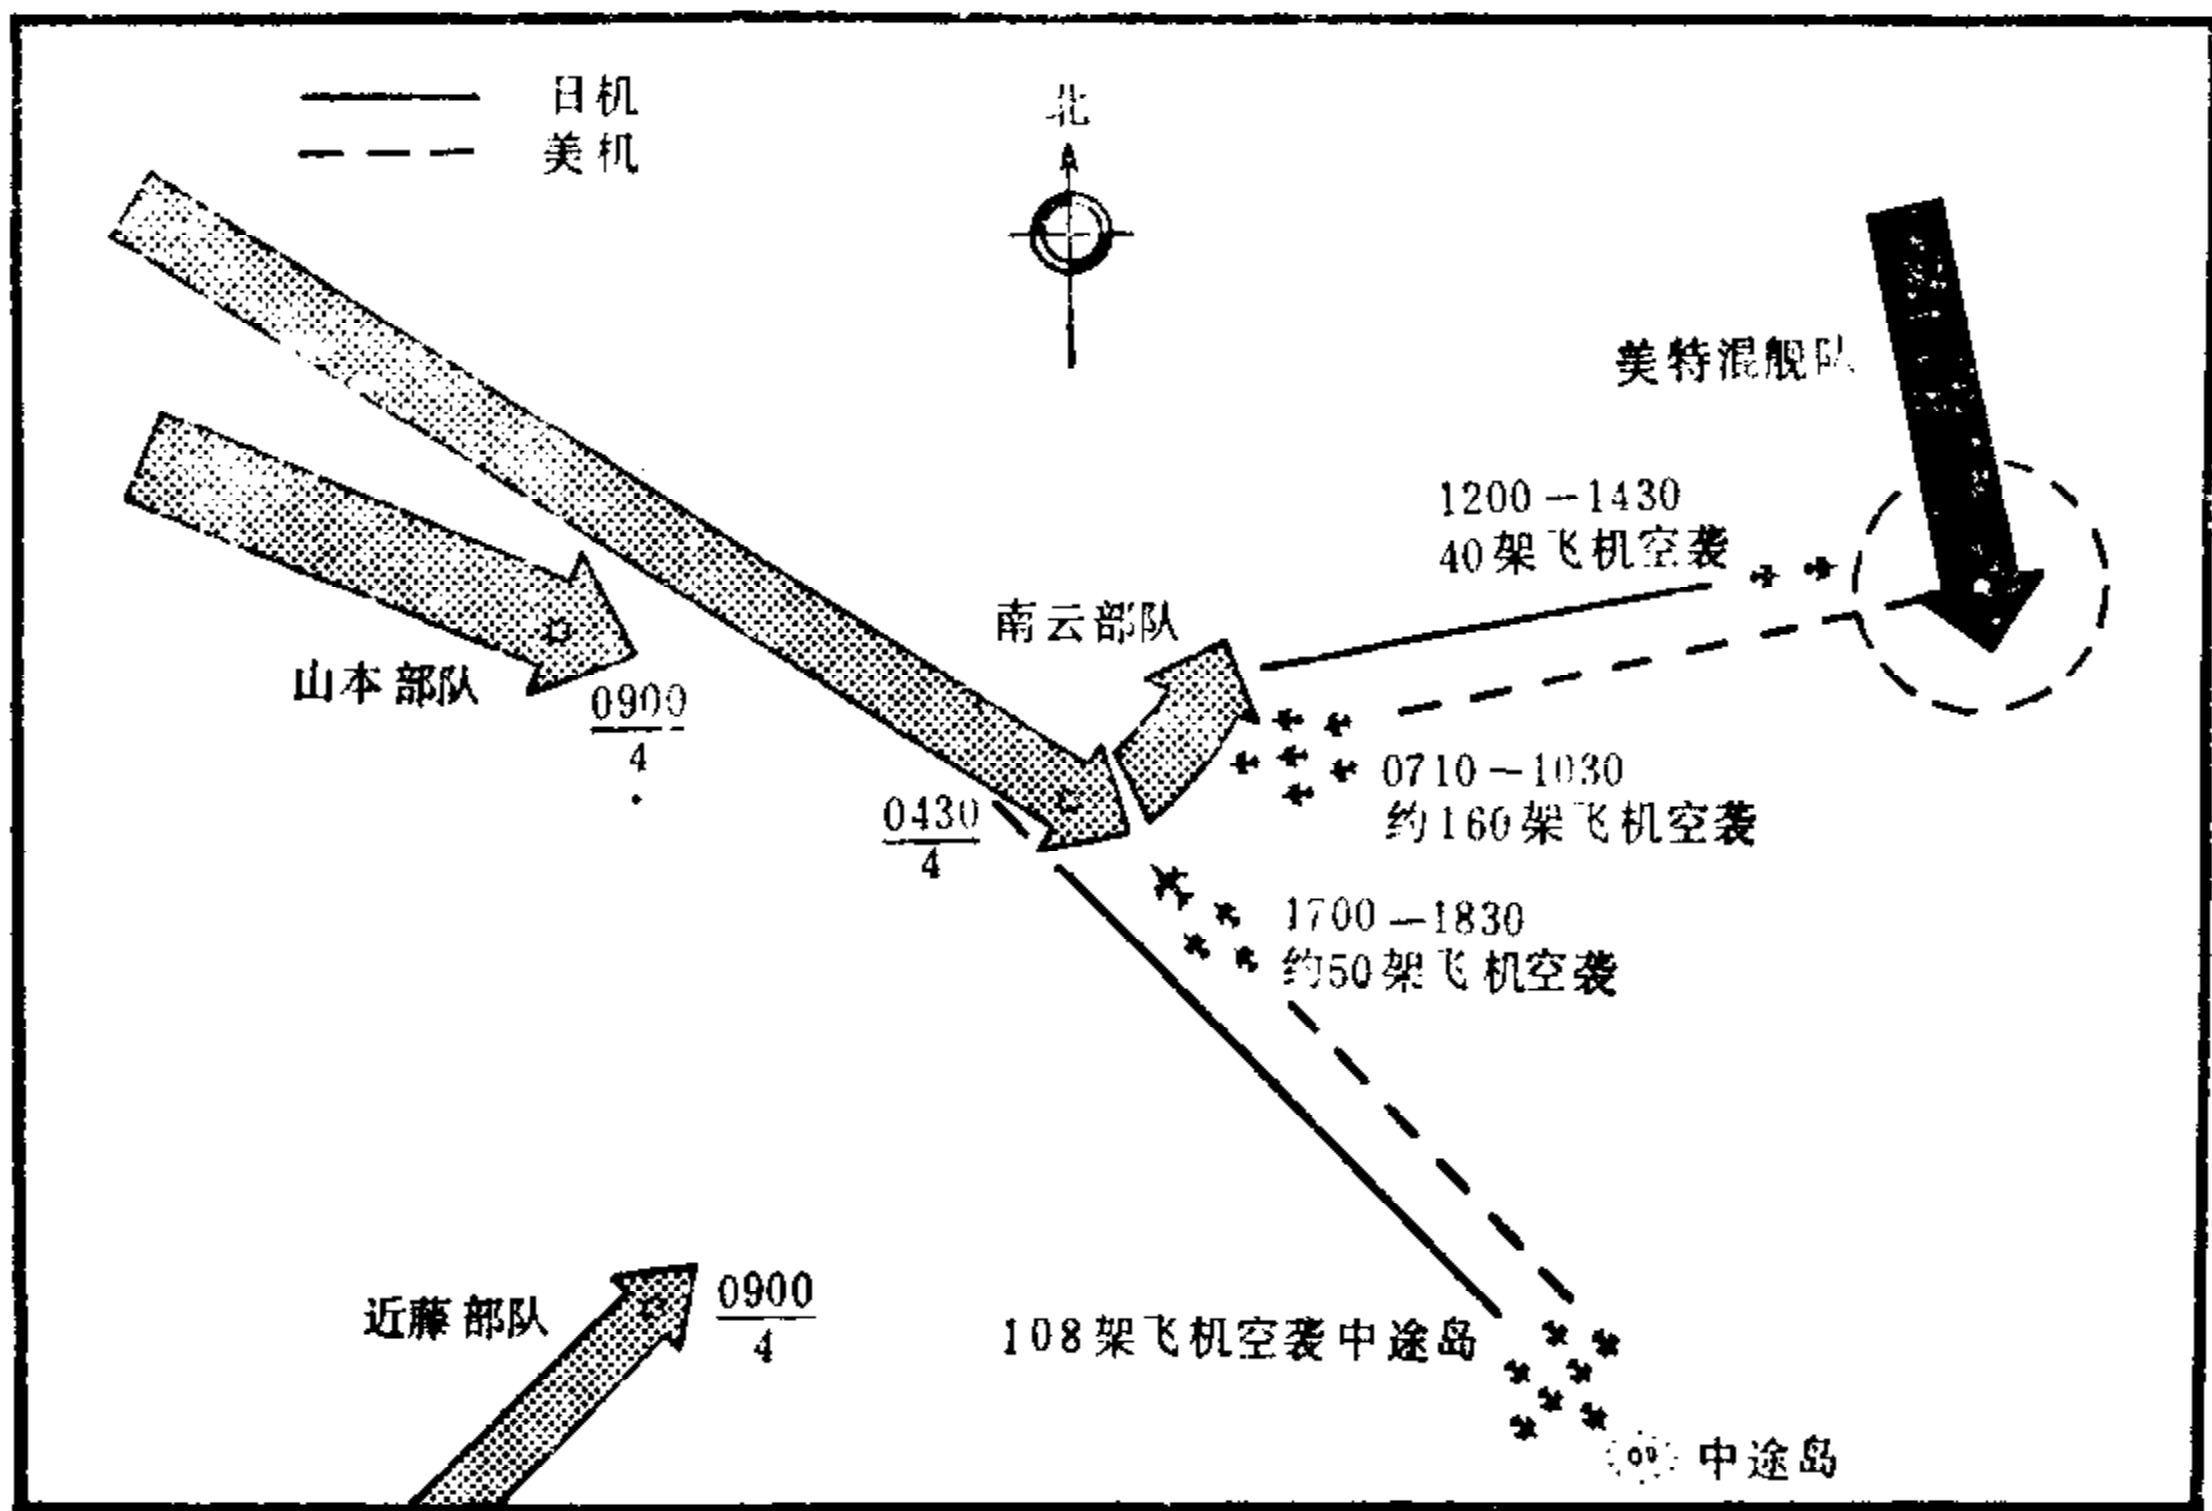 日机
美机
北
美特混舰队
1200－1430
40架飞机空袭
南云部队
山本部队
0900
4
0710－1030
约160架飞机空袭
0430
4
1700－1830
约50架飞机空袭
近藤部队
0900
4
108架飞机空袭中途岛
中途岛